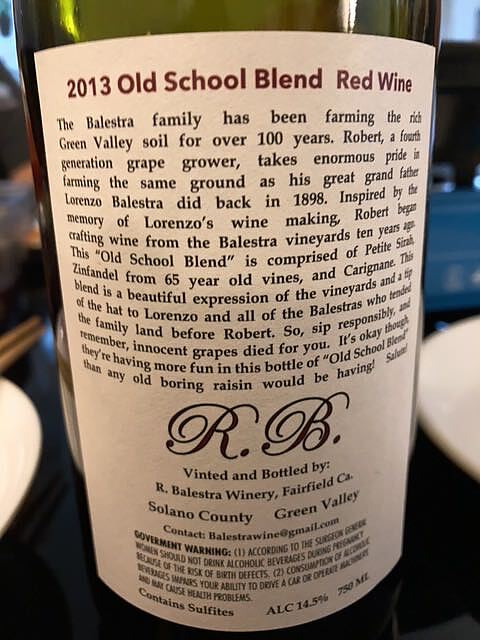 2013 Old School Blend Red Wine
The Balestra family has been farming the rich
Green Valley soil for over 100 years. Robert, a fourth
generation grape grower, takes enormous pride in
farming the same ground as his great grand father
Lorenzo Balestra did back in 1898. Inspired by the
memory of Lorenzo's wine making, Robert began
crafting wine from the Balestra vineyards ten years ago.
This "Old School Blend" is comprised of Petite Sirah,
Zinfandel from 65 year old vines, and Carignane. This
blend is a beautiful expression of the vineyards and a tip
of the hat to Lorenzo and all of the Balestras who tended
the family land before Robert. So, sip responsibly, and
remember, innocent grapes died for you. It's okay though,
they're having more fun in this bottle of "Old School Blend"
than any old boring raisin would be having! Salute!
R.B.
Vinted and Bottled by:
R. Balestra Winery, Fairfield Ca.
Solano County Green Valley
Contact: Balestrawine@gmail.com
GOVERMENT WARNING: (1) ACCORDING TO THE SURGEON GENERAL
WOMEN SHOULD NOT DRINK ALCOHOLIC BEVERAGES DURING PREGNANCY
BECAUSE OF THE RISK OF BIRTH DEFECTS. (2) CONSUMPTION OF ALCOHOLIC
BEVERAGES IMPAIRS YOUR ABILITY TO DRIVE A CAR OR OPERATE MACHINERY
AND MAY CAUSE HEALTH PROBLEMS.
Contains Sulfites ALC 14.5% 750 ML